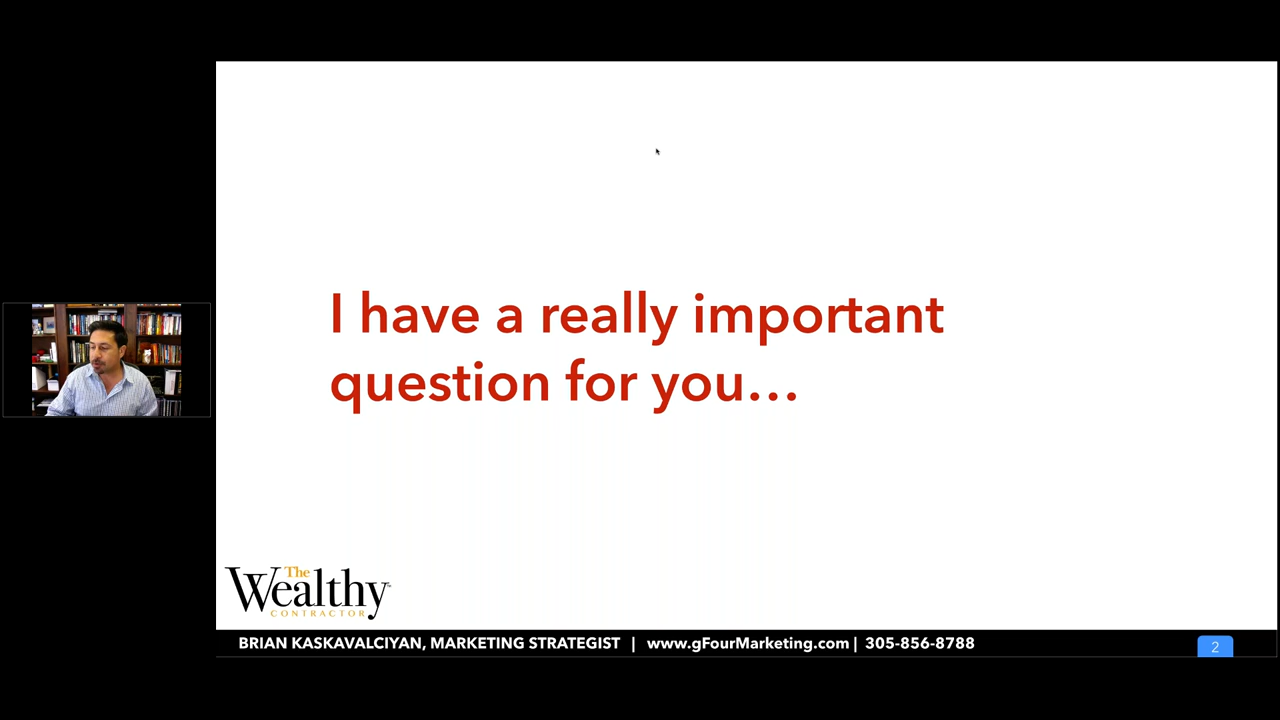 I have a really important
question for you...
The
Wealthy
CONTRACTOR
BRIAN KASKAVALCIYAN, MARKETING STRATEGIST | www.gFourMarketing.com | 305-856-8788
2